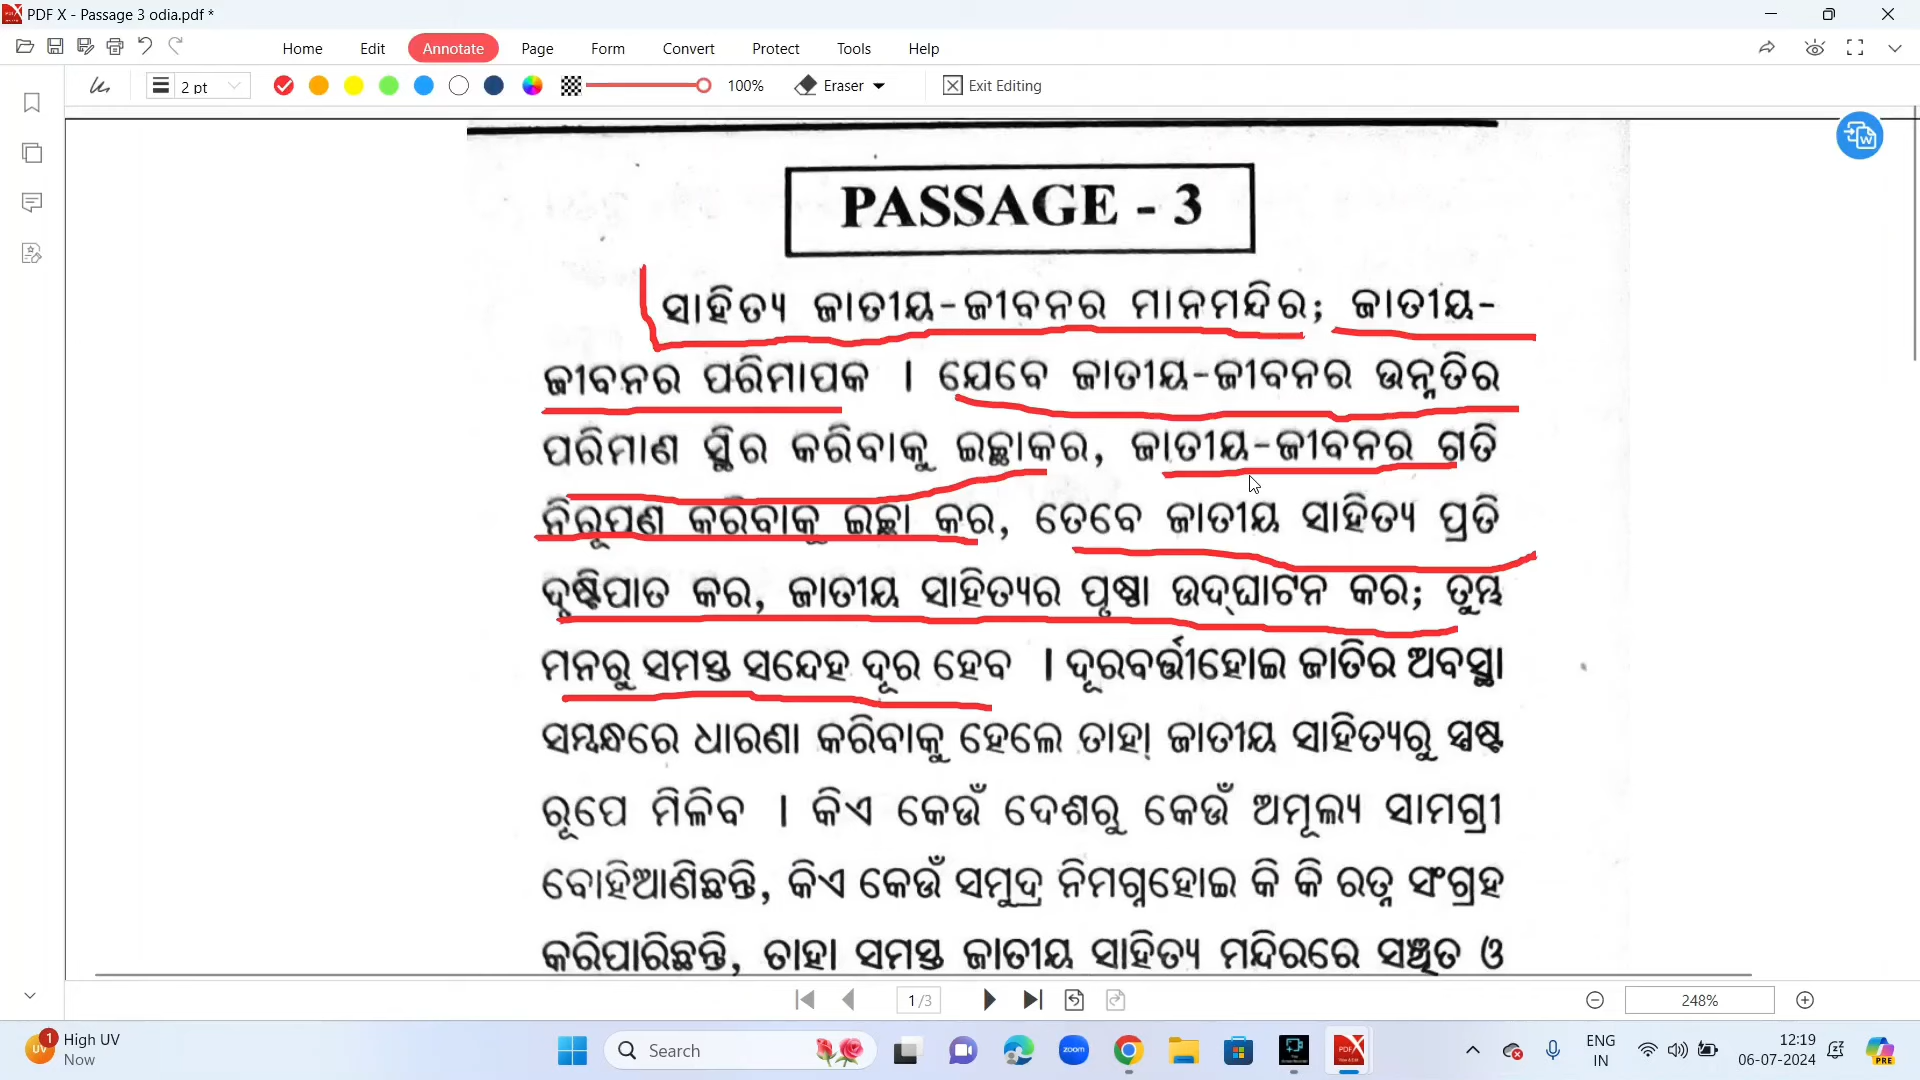 PDF X - Passage 3 odia.pdf *
Home Edit Annotate Page Form Convert Protect Tools Help
2 pt 100% Eraser Exit Editing
PASSAGE - 3
ସାହିତ୍ୟ ଜାତୀୟ-ଜୀବନର ମାନମନ୍ଦିର; ଜାତୀୟ-
ଜୀବନର ପରିମାପକ । ଯେବେ ଜାତୀୟ-ଜୀବନର ଉନ୍ନତିର
ପରିମାଣ ସ୍ଥିର କରିବାକୁ ଇଚ୍ଛାକର, ଜାତୀୟ-ଜୀବନର ଗତି
ନିରୂପଣ କରିବାକୁ ଇଚ୍ଛା କର, ତେବେ ଜାତୀୟ ସାହିତ୍ୟ ପ୍ରତି
ଦୃଷ୍ଟିପାତ କର, ଜାତୀୟ ସାହିତ୍ୟର ପୃଷ୍ଠା ଉଦ୍‌ଘାଟନ କର; ତୁମ୍ଭ
ମନରୁ ସମସ୍ତ ସନ୍ଦେହ ଦୂର ହେବ । ଦୂରବର୍ତ୍ତୀହୋଇ ଜାତିର ଅବସ୍ଥା
ସମ୍ବନ୍ଧରେ ଧାରଣା କରିବାକୁ ହେଲେ ତାହା ଜାତୀୟ ସାହିତ୍ୟରୁ ସ୍ପଷ୍ଟ
ରୂପେ ମିଳିବ । କିଏ କେଉଁ ଦେଶରୁ କେଉଁ ଅମୂଲ୍ୟ ସାମଗ୍ରୀ
ବୋହିଆଣିଛନ୍ତି, କିଏ କେଉଁ ସମୁଦ୍ର ନିମଗ୍ନହୋଇ କି କି ରତ୍ନ ସଂଗ୍ରହ
କରିପାରିଛନ୍ତି, ତାହା ସମସ୍ତ ଜାତୀୟ ସାହିତ୍ୟ ମନ୍ଦିରରେ ସଞ୍ଚିତ ଓ
1 /3 248%
1 UV High UV
Now
Search
zoom
ENG
IN
12:19
06-07-2024
PRE